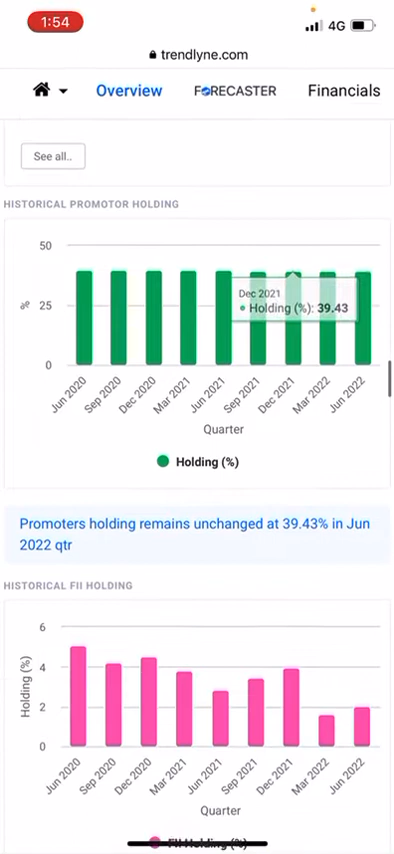 1:54
4G
trendlyne.com
Overview FORECASTER Financials
See all..
HISTORICAL PROMOTOR HOLDING
50
25
0
%
Dec 2021
Holding (%): 39.43
Jun 2020 Sep 2020 Dec 2020 Mar 2021 Jun 2021 Sep 2021 Dec 2021 Mar 2022 Jun 2022
Quarter
Holding (%)
Promoters holding remains unchanged at 39.43% in Jun
2022 qtr
HISTORICAL FII HOLDING
6
4
2
0
Holding (%)
Jun 2020 Sep 2020 Dec 2020 Mar 2021 Jun 2021 Sep 2021 Dec 2021 Mar 2022 Jun 2022
Quarter
FII Holding (%)